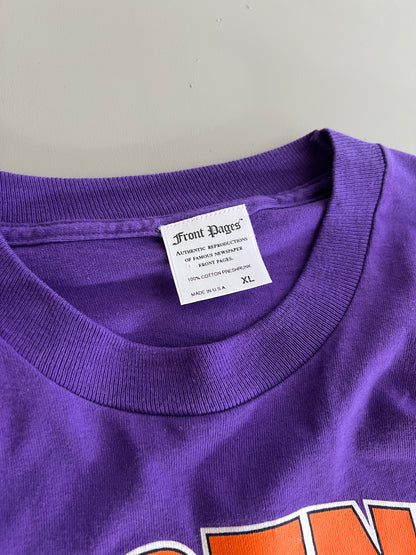 Front Pages™
AUTHENTIC REPRODUCTIONS
OF FAMOUS NEWSPAPER
FRONT PAGES.
100% COTTON PRESHRUNK
MADE IN U.S.A.
XL